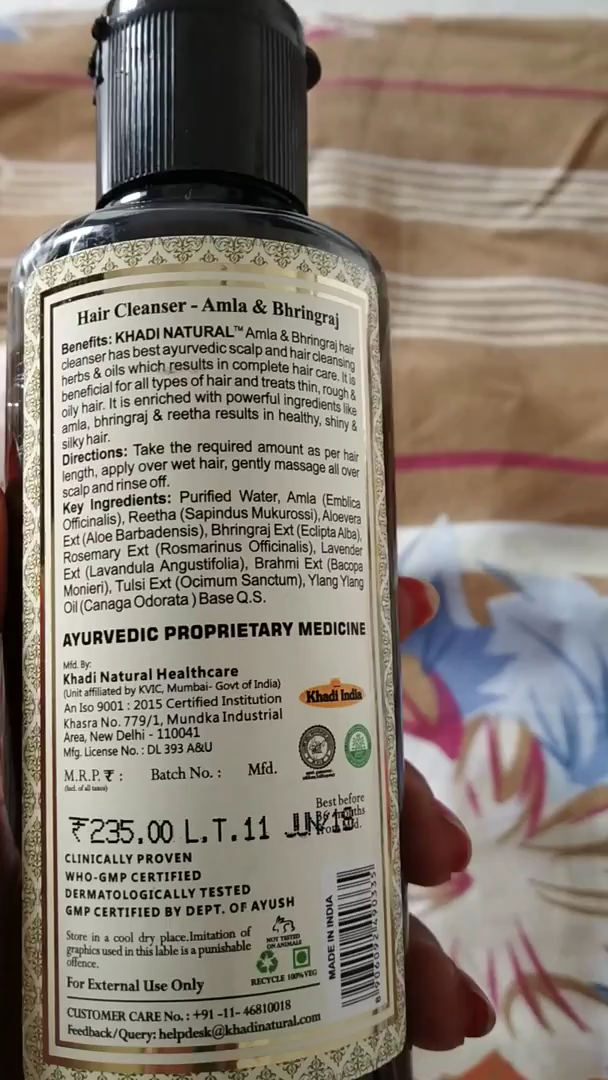 Hair Cleanser - Amla & Bhringraj
Benefits: KHADI NATURAL™ Amla & Bhringraj hair
cleanser has best ayurvedic scalp and hair cleansing
herbs & oils which results in complete hair care. It is
beneficial for all types of hair and treats thin, rough &
oily hair. It is enriched with powerful ingredients like
amla, bhringraj & reetha results in healthy, shiny &
silky hair.
Directions: Take the required amount as per hair
length, apply over wet hair, gently massage all over
scalp and rinse off.
Key Ingredients: Purified Water, Amla (Emblica
Officinalis), Reetha (Sapindus Mukurossi), Aloevera
Ext (Aloe Barbadensis), Bhringraj Ext (Eclipta Alba),
Rosemary Ext (Rosmarinus Officinalis), Lavender
Ext (Lavandula Angustifolia), Brahmi Ext (Bacopa
Monieri), Tulsi Ext (Ocimum Sanctum), Ylang Ylang
Oil (Canaga Odorata ) Base Q.S.
AYURVEDIC PROPRIETARY MEDICINE
Mfd. By:
Khadi Natural Healthcare
(Unit affiliated by KVIC, Mumbai- Govt of India)
An Iso 9001 : 2015 Certified Institution
Khasra No. 779/1, Mundka Industrial
Area, New Delhi - 110041
Mfg. License No. : DL 393 A&U
Khadi India
M.R.P. ₹ : Batch No. : Mfd.
(Incl. of all taxes)
Best before
months
from Mfd.
₹235.00 L.T.11 JUN/18
CLINICALLY PROVEN
WHO-GMP CERTIFIED
DERMATOLOGICALLY TESTED
GMP CERTIFIED BY DEPT. OF AYUSH
Store in a cool dry place.Imitation of
graphics used in this lable is a punishable
offence.
NOT TESTED
ON ANIMALS
RECYCLE 100%VEG
For External Use Only
MADE IN INDIA
CUSTOMER CARE No. : +91 -11- 46810018
Feedback/Query: helpdesk@khadinatural.com